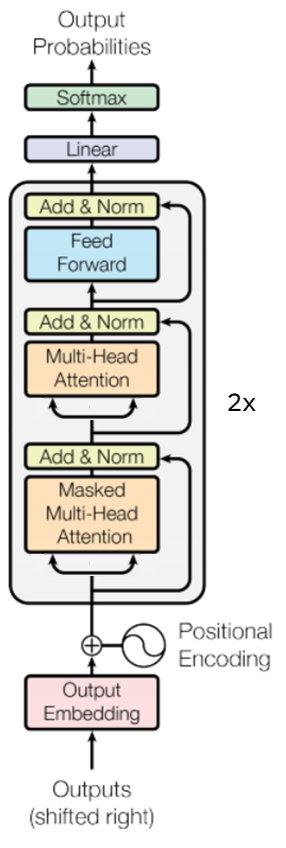 Output
Probabilities
Softmax
Linear
Add & Norm
Feed
Forward
Add & Norm
Multi-Head
Attention
2x
Add & Norm
Masked
Multi-Head
Attention
Positional
Encoding
Output
Embedding
Outputs
(shifted right)